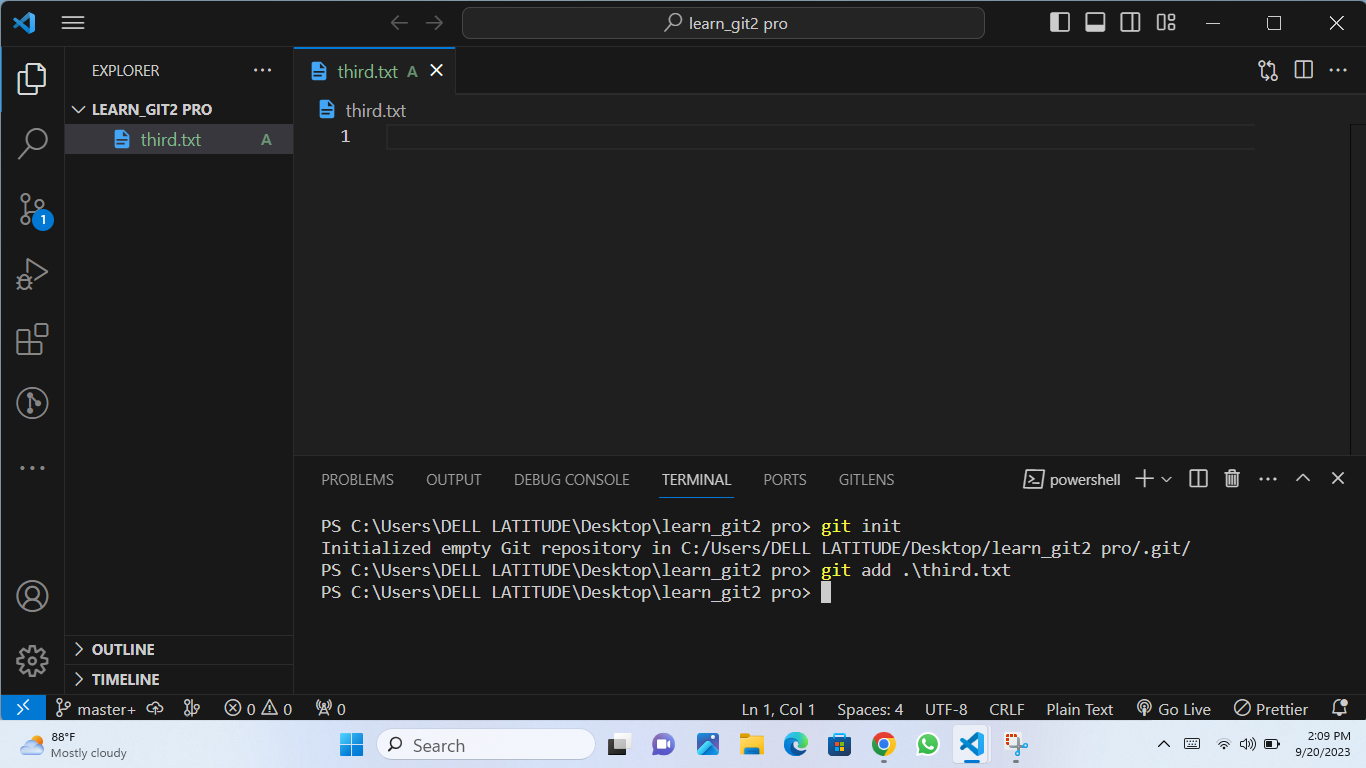 learn_git2 pro
EXPLORER
LEARN_GIT2 PRO
third.txt A
1
OUTLINE
TIMELINE
third.txt A
third.txt
1
PROBLEMS OUTPUT DEBUG CONSOLE TERMINAL PORTS GITLENS
powershell
PS C:\Users\DELL LATITUDE\Desktop\learn_git2 pro> git init
Initialized empty Git repository in C:/Users/DELL LATITUDE/Desktop/learn_git2 pro/.git/
PS C:\Users\DELL LATITUDE\Desktop\learn_git2 pro> git add .\third.txt
PS C:\Users\DELL LATITUDE\Desktop\learn_git2 pro>
master+ 0 0 0 Ln 1, Col 1 Spaces: 4 UTF-8 CRLF Plain Text Go Live Prettier
88°F
Mostly cloudy
Search
2:09 PM
9/20/2023